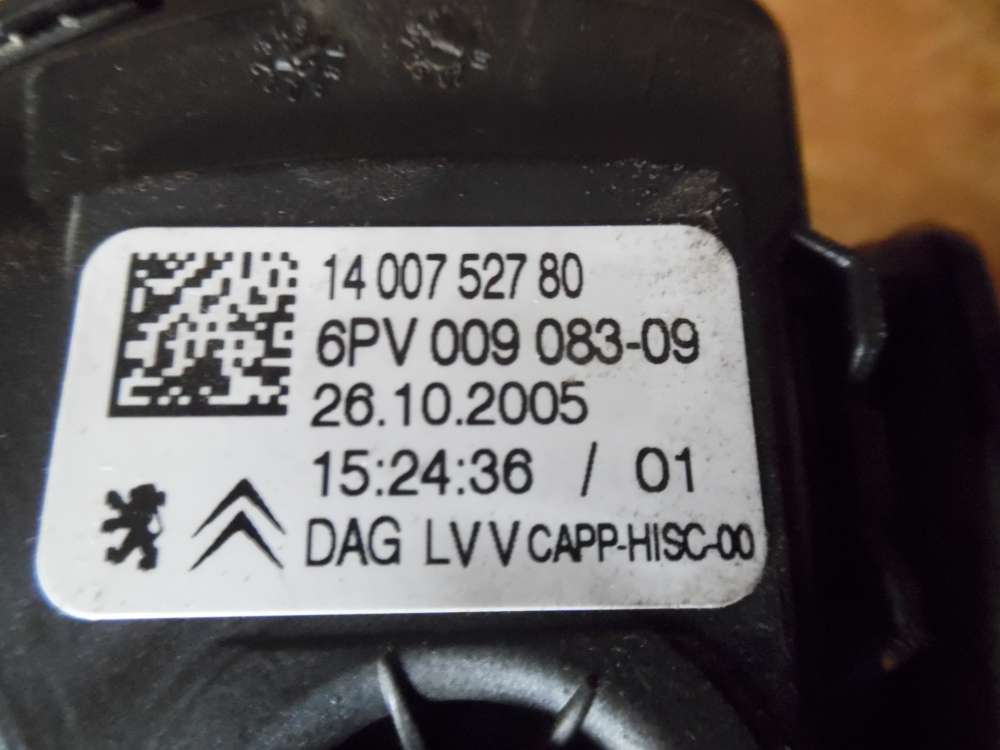 14 007 527 80
6PV 009 083-09
26.10.2005
15:24:36 / 01
DAG LVV CAPP-HISC-00